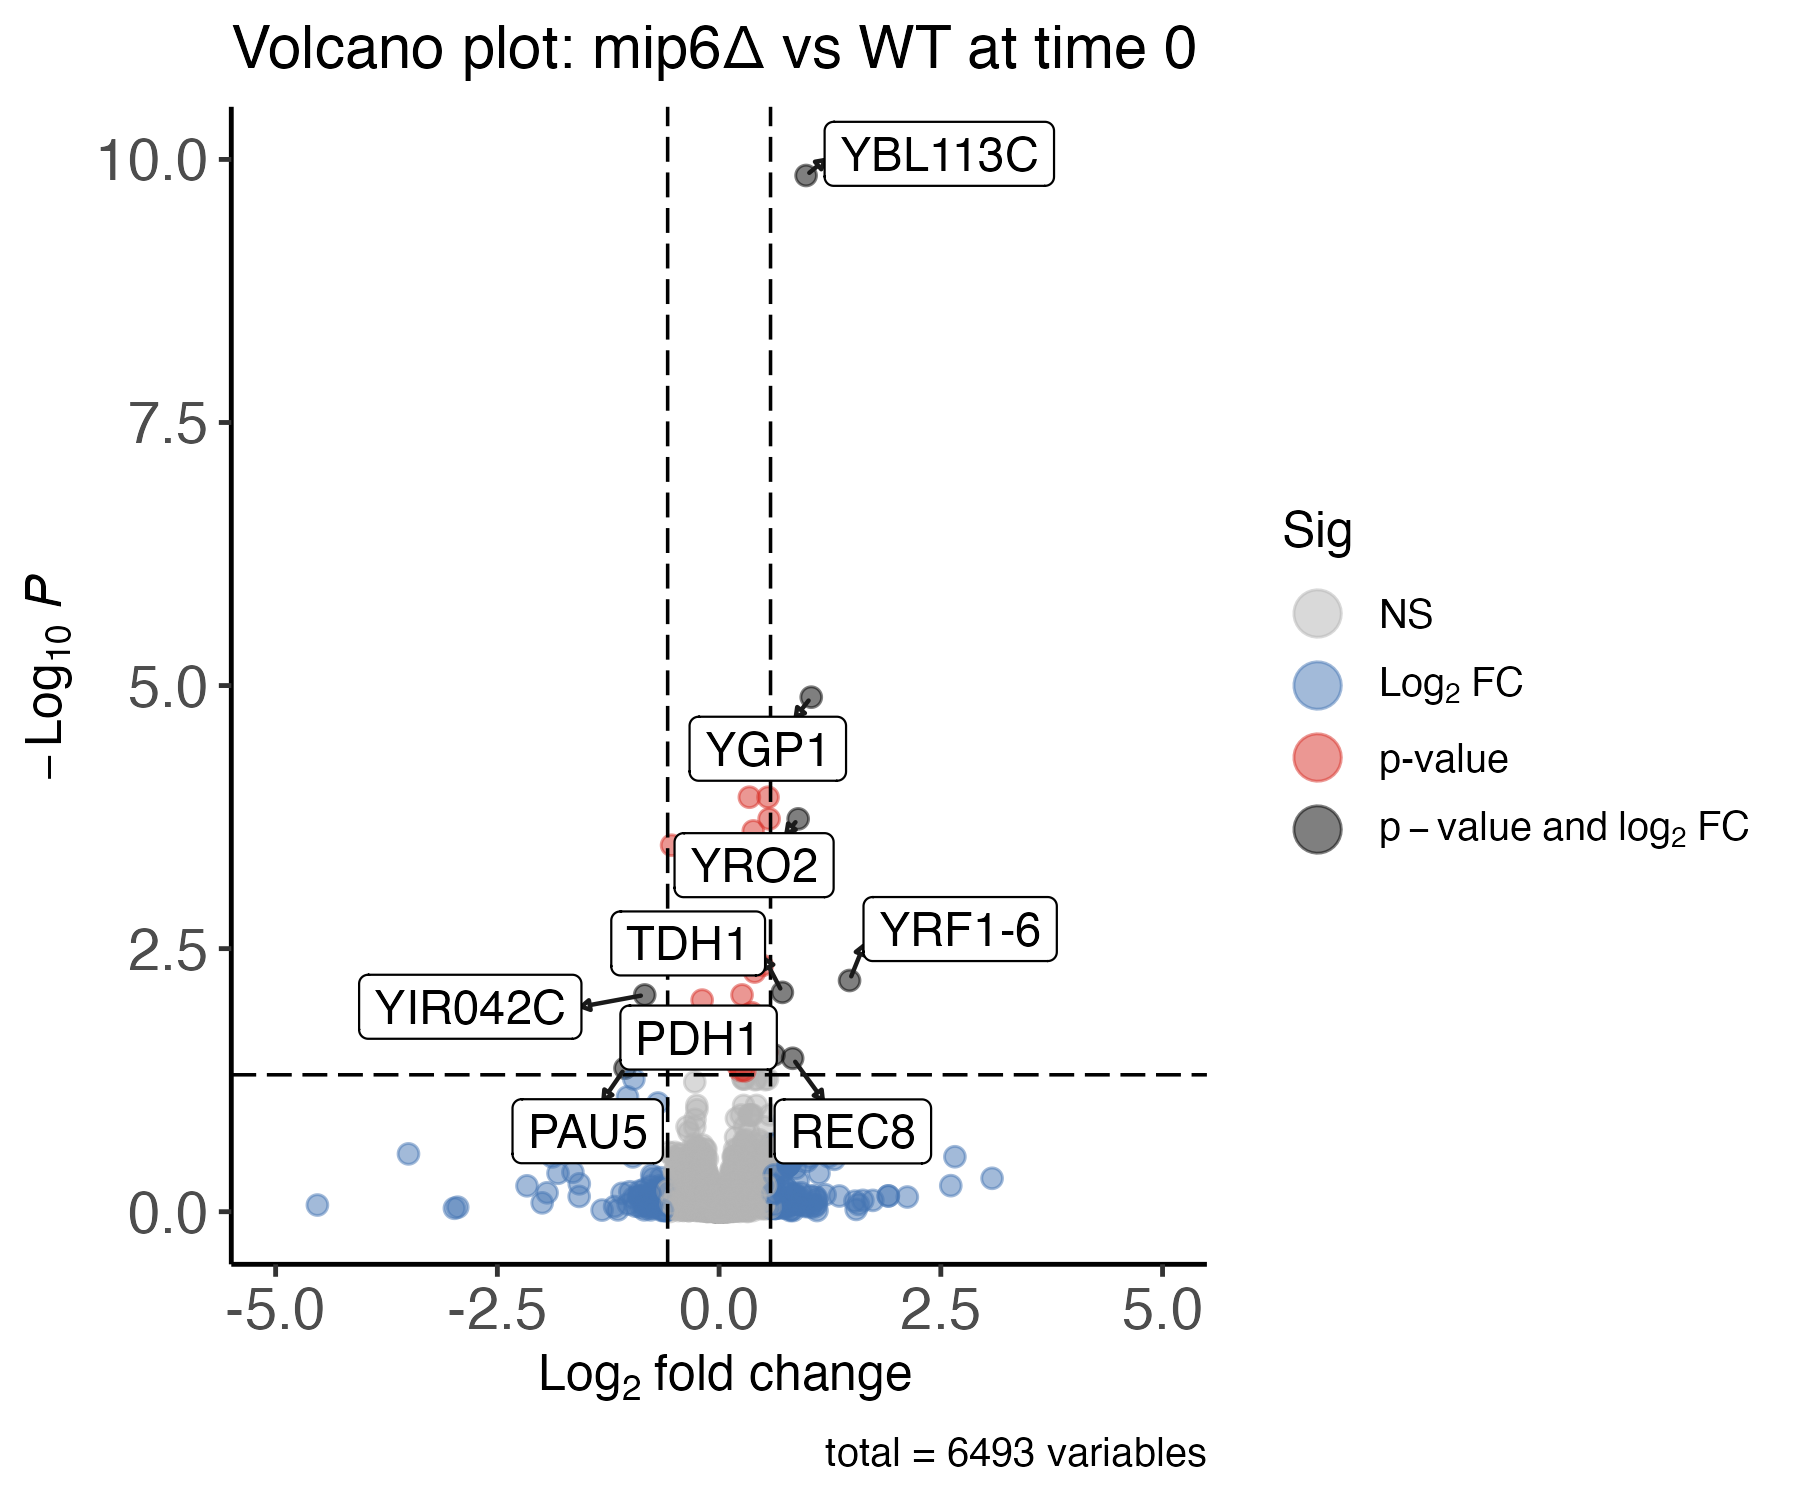 Volcano plot: mip6Δ vs WT at time 0
10.0
7.5
5.0
2.5
0.0
−Log₁₀ P
YBL113C
YGP1
YRO2
TDH1
YRF1-6
YIR042C
PDH1
PAU5
REC8
-5.0
-2.5
0.0
2.5
5.0
Log₂ fold change
total = 6493 variables
Sig
NS
Log₂ FC
p-value
p − value and log₂ FC